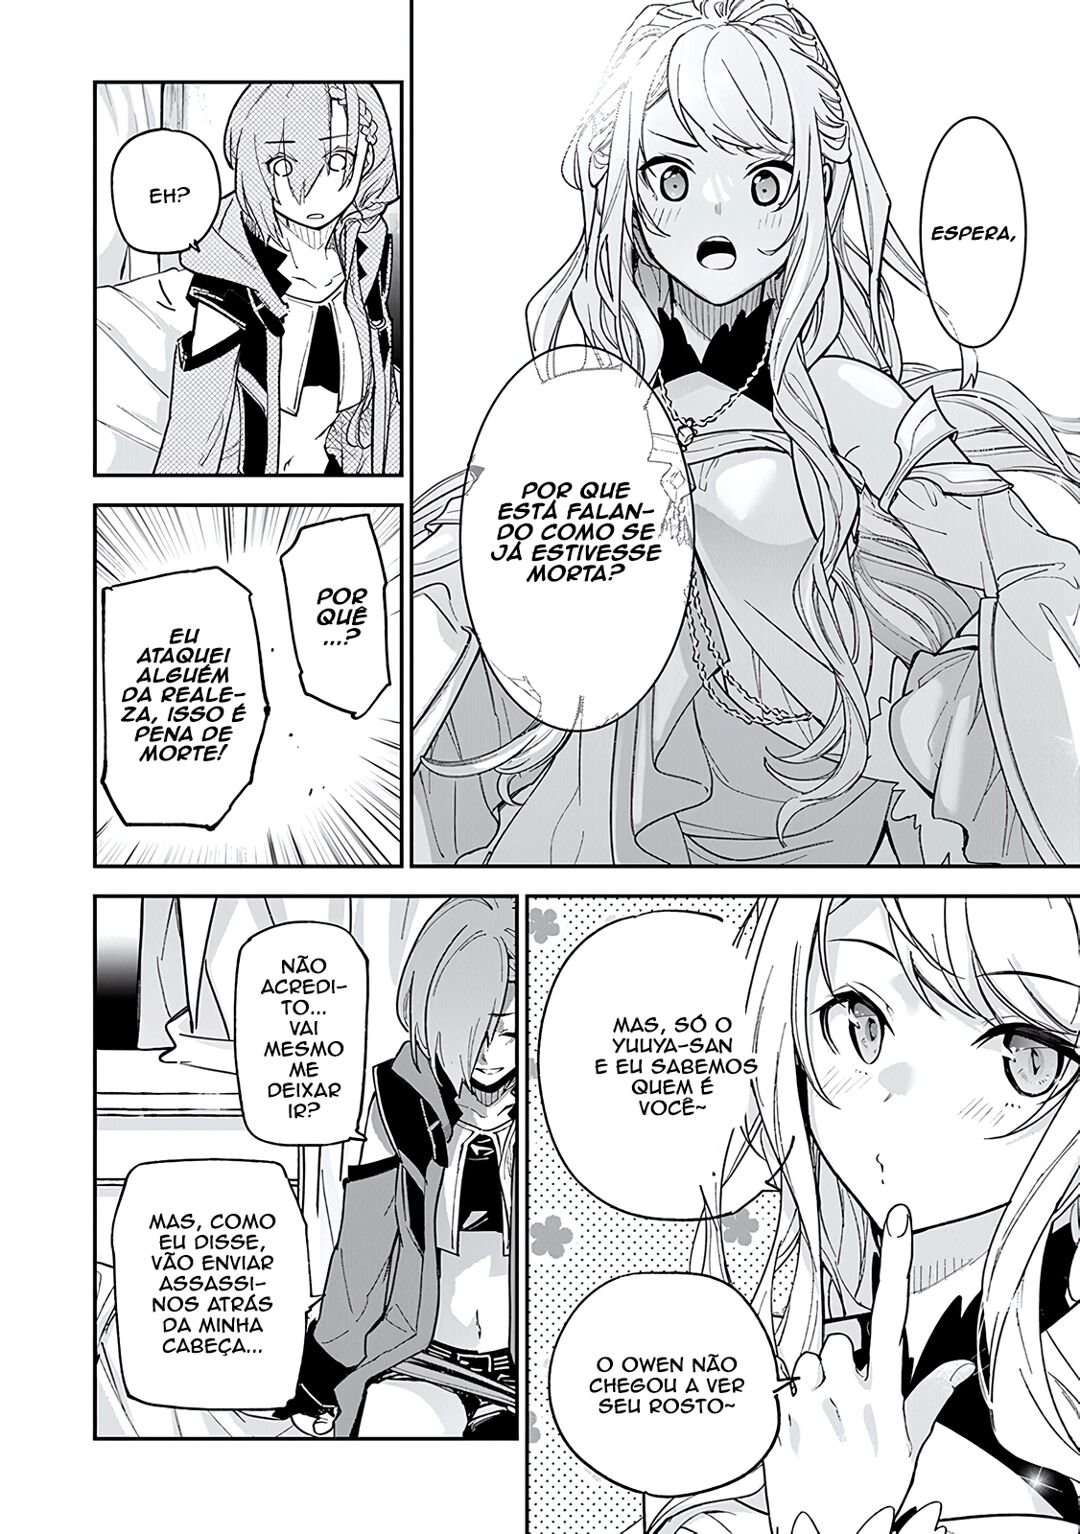 ESPERA,
POR QUE
ESTÁ FALAN-
DO COMO SE
JÁ ESTIVESSE
MORTA?
EH?
POR
QUÊ
...?
EU
ATAQUEI
ALGUÉM
DA REALE-
ZA, ISSO É
PENA DE
MORTE!
MAS, SÓ O
YUUYA-SAN
E EU SABEMOS
QUEM É
VOCÊ~
O OWEN NÃO
CHEGOU A VER
SEU ROSTO~
NÃO
ACREDI-
TO...
VAI
MESMO
ME
DEIXAR
IR?
MAS, COMO
EU DISSE,
VÃO ENVIAR
ASSASSI-
NOS ATRÁS
DA MINHA
CABEÇA...